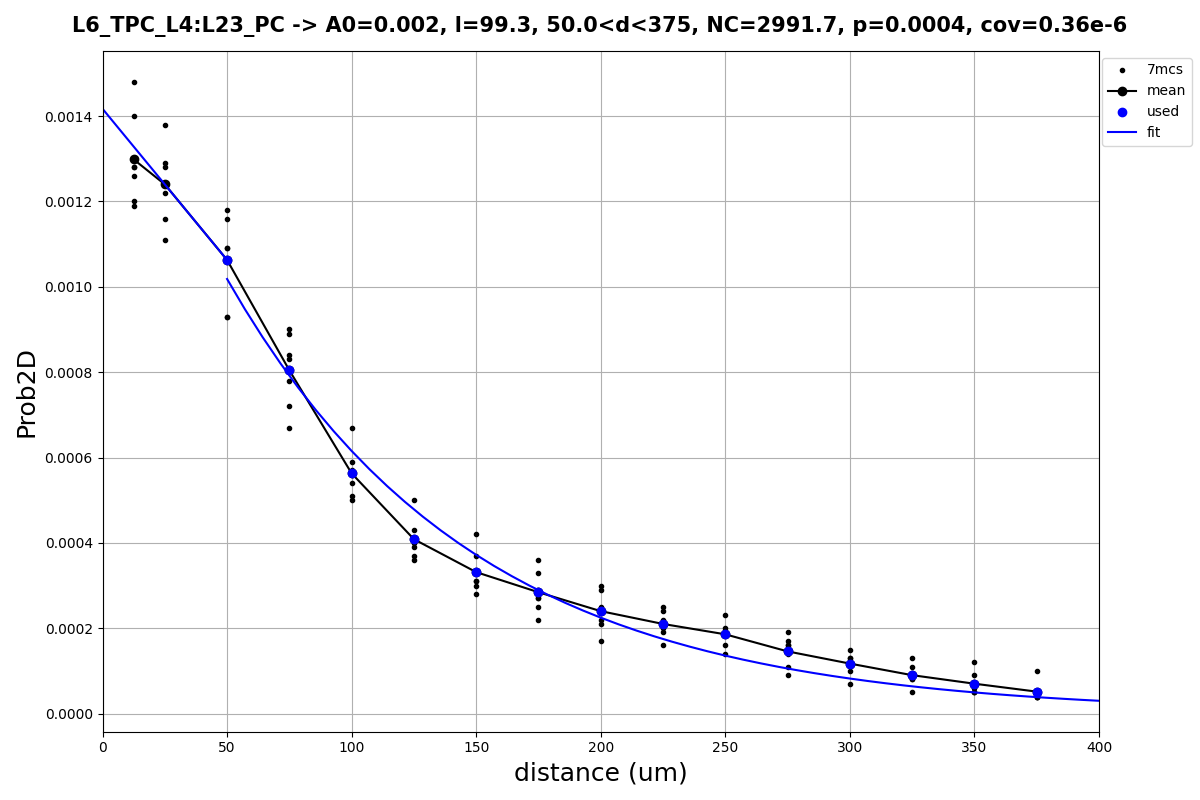 L6_TPC_L4:L23_PC -> A0=0.002, l=99.3, 50.0<d<375, NC=2991.7, p=0.0004, cov=0.36e-6
7mcs
mean
used
fit
0.0014
0.0012
0.0010
0.0008
0.0006
0.0004
0.0002
0.0000
Prob2D
0 50 100 150 200 250 300 350 400
distance (um)